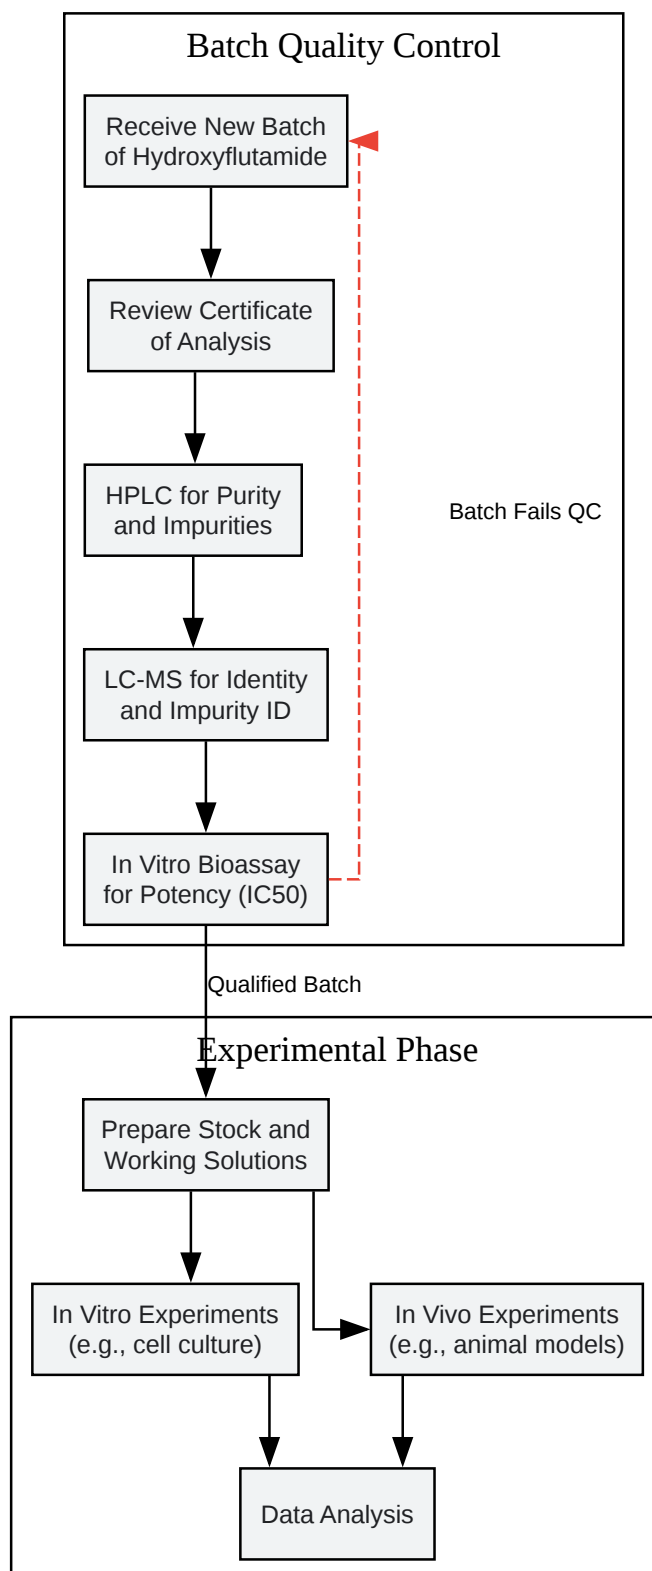 Batch Quality Control
Receive New Batch
of Hydroxyflutamide
Review Certificate
of Analysis
HPLC for Purity
and Impurities
Batch Fails QC
LC-MS for Identity
and Impurity ID
In Vitro Bioassay
for Potency (IC50)
Qualified Batch
Experimental Phase
Prepare Stock and
Working Solutions
In Vitro Experiments
(e.g., cell culture)
In Vivo Experiments
(e.g., animal models)
Data Analysis